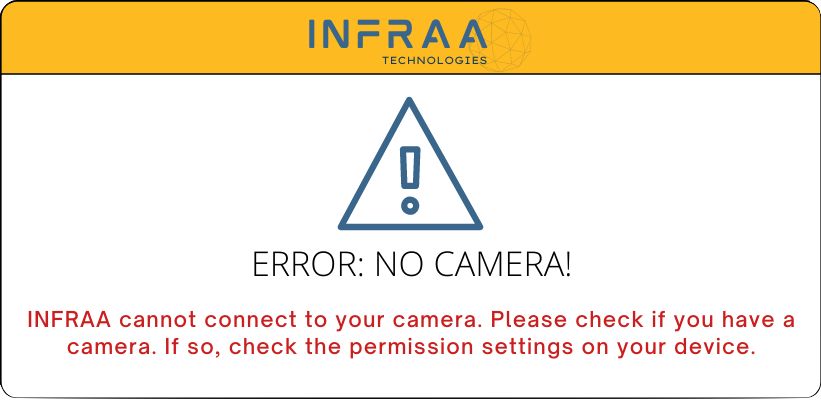 INFRAA
TECHNOLOGIES
ERROR: NO CAMERA!
INFRAA cannot connect to your camera. Please check if you have a
camera. If so, check the permission settings on your device.